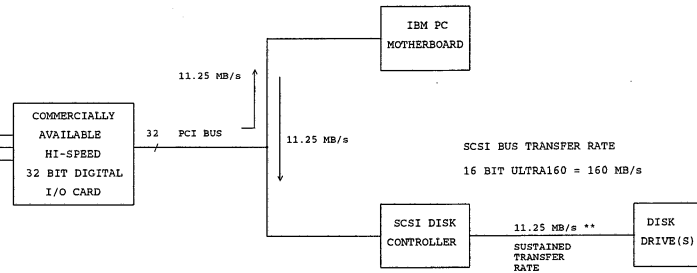 IBM PC
MOTHERBOARD
11.25 MB/s
COMMERCIALLY
AVAILABLE
HI-SPEED
32 BIT DIGITAL
I/O CARD
32 PCI BUS
11.25 MB/s
SCSI BUS TRANSFER RATE
16 BIT ULTRA160 = 160 MB/s
SCSI DISK
CONTROLLER
11.25 MB/s **
SUSTAINED
TRANSFER
RATE
DISK
DRIVE(S)